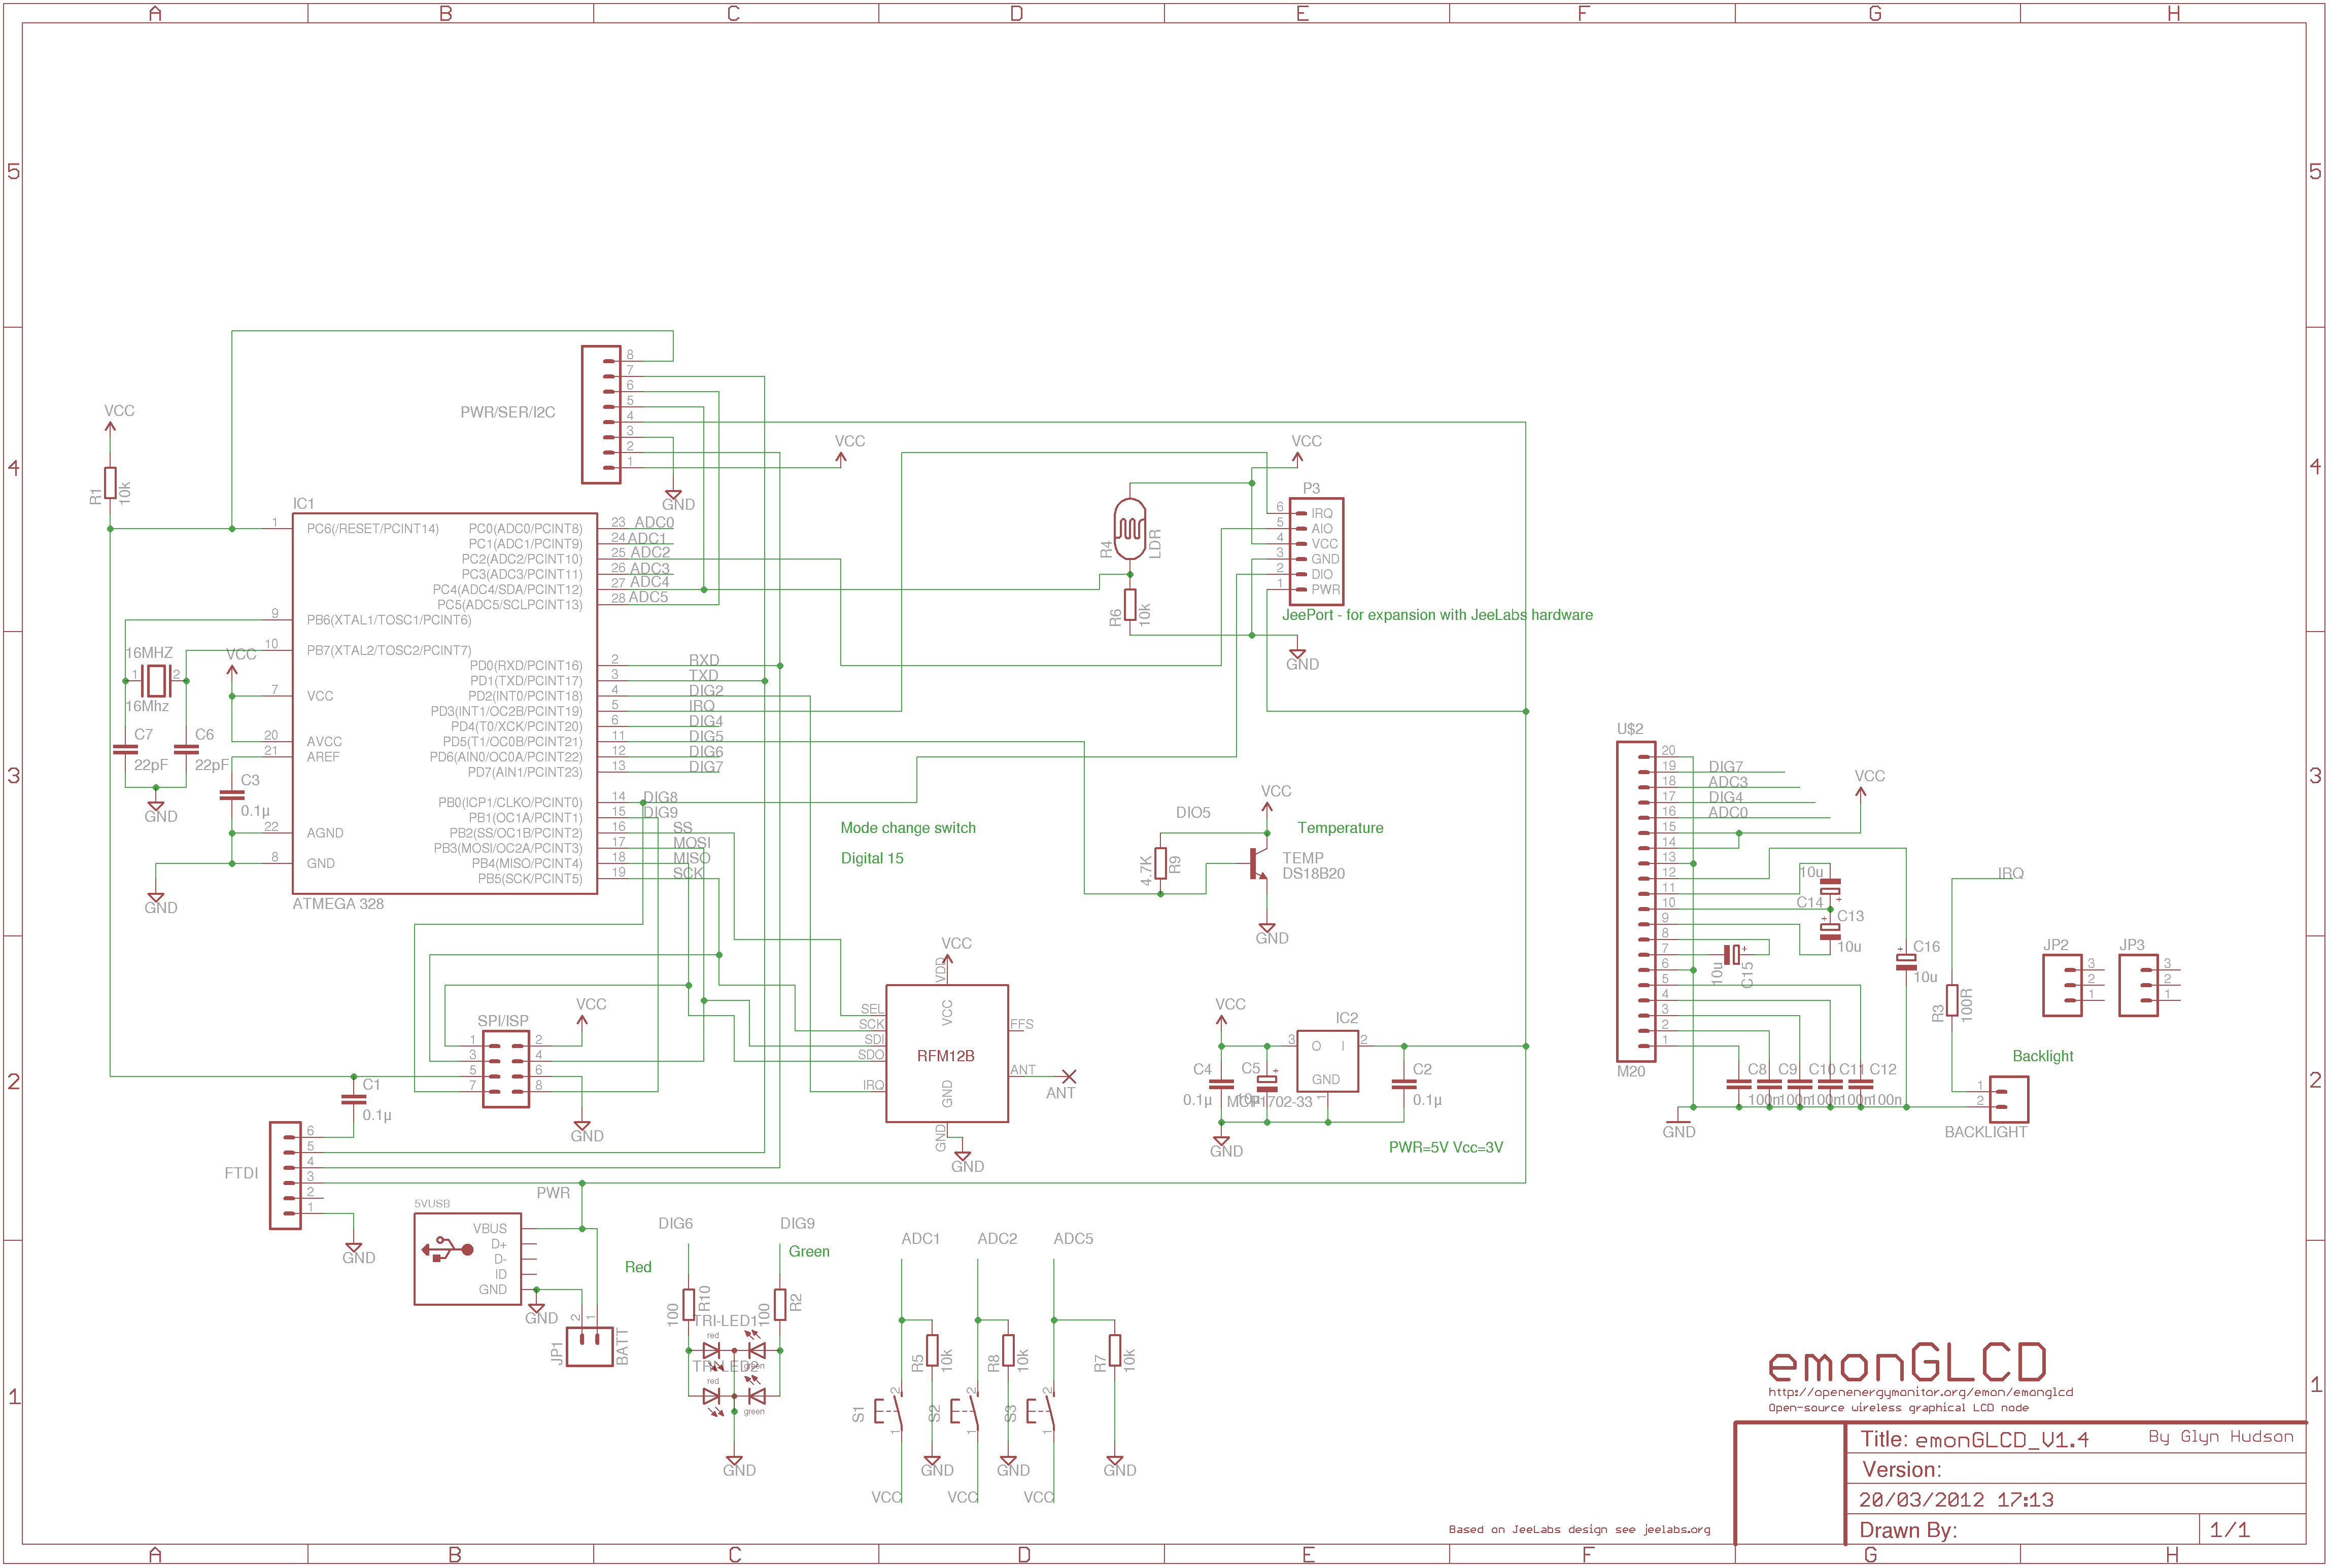 A B C D E F G H
5 5
4 4
3 3
2 2
1 1
A B C D E F G H
VCC
R1
10k
PWR/SER/I2C
8
7
6
5
4
3
2
1
VCC
GND
IC1
ATMEGA 328
1 PC6(/RESET/PCINT14)
9 PB6(XTAL1/TOSC1/PCINT6)
10 PB7(XTAL2/TOSC2/PCINT7)
7 VCC
20 AVCC
21 AREF
22 AGND
8 GND
PC0(ADC0/PCINT8) 23 ADC0
PC1(ADC1/PCINT9) 24 ADC1
PC2(ADC2/PCINT10) 25 ADC2
PC3(ADC3/PCINT11) 26 ADC3
PC4(ADC4/SDA/PCINT12) 27 ADC4
PC5(ADC5/SCLPCINT13) 28 ADC5
PD0(RXD/PCINT16) 2 RXD
PD1(TXD/PCINT17) 3 TXD
PD2(INT0/PCINT18) 4 DIG2
PD3(INT1/OC2B/PCINT19) 5 IRQ
PD4(T0/XCK/PCINT20) 6 DIG4
PD5(T1/OC0B/PCINT21) 11 DIG5
PD6(AIN0/OC0A/PCINT22) 12 DIG6
PD7(AIN1/PCINT23) 13 DIG7
PB0(ICP1/CLKO/PCINT0) 14 DIG8
PB1(OC1A/PCINT1) 15 DIG9
PB2(SS/OC1B/PCINT2) 16 SS
PB3(MOSI/OC2A/PCINT3) 17 MOSI
PB4(MISO/PCINT4) 18 MISO
PB5(SCK/PCINT5) 19 SCK
16MHZ
1 2
16Mhz
VCC
C7
22pF
C6
22pF
GND
C3
0.1µ
GND
R4
LDR
R6
10k
VCC
P3
6 IRQ
5 AIO
4 VCC
3 GND
2 DIO
1 PWR
JeePort - for expansion with JeeLabs hardware
GND
Mode change switch
Digital 15
DIO5
VCC
Temperature
4.7K
R9
TEMP
DS18B20
GND
VCC
VDD
SEL
SCK
SDI
SDO
IRQ
VCC
RFM12B
GND
FFS
ANT
ANT
GND
GND
SPI/ISP
1 2
3 4
5 6
7 8
VCC
GND
C1
0.1µ
FTDI
6
5
4
3
2
1
GND
PWR
5VUSB
VBUS
D+
D-
ID
GND
GND
JP1
2 1
BATT
VCC
C4
0.1µ
C5
10µ
IC2
3 O I 2
GND
1
MCP1702-33
C2
0.1µ
GND
PWR=5V Vcc=3V
DIG6
Red
DIG9
Green
100
R10
100
R2
TRI-LED1
red green
TRI-LED2
red green
GND
ADC1 ADC2 ADC5
R5 10k
R8 10k
R7 10k
S1 2 1
S2 2 1
S3 2 1
GND GND GND
VCC VCC VCC
U$2
20
19 DIG7
18 ADC3
17 DIG4
16 ADC0
15
14
13
12
11
10
9
8
7
6
5
4
3
2
1
M20
VCC
10u
C14
C13
10u
10u
C15
C16
10u
C8 C9 C10 C11 C12
100n 100n 100n 100n 100n
GND
IRQ
R3
100R
Backlight
1
2
BACKLIGHT
JP2
3
2
1
JP3
3
2
1
emonGLCD
http://openenergymonitor.org/emon/emonglcd
Open-source wireless graphical LCD node
Title: emonGLCD_V1.4 By Glyn Hudson
Version:
20/03/2012 17:13
Drawn By: 1/1
Based on JeeLabs design see jeelabs.org